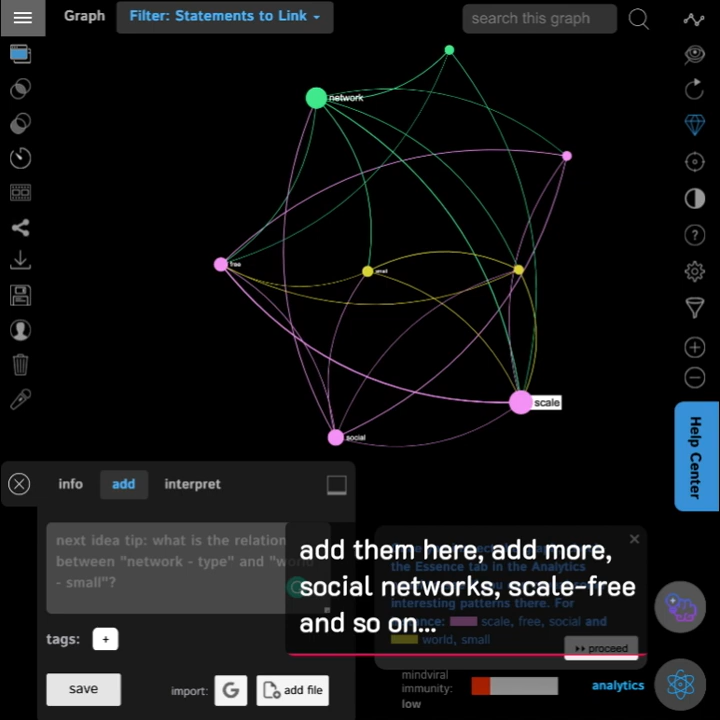 Graph
Filter: Statements to Link
search this graph
network
free
small
scale
social
Help Center
info
add
interpret
next idea tip: what is the relation
between "network - type" and "world
- small"?
tags: +
save
import:
G
add file
the Essence tab in the Analytics
interesting patterns there. For
scale, free, social and
world, small
proceed
add them here, add more,
social networks, scale-free
and so on...
mindviral
immunity:
low
analytics